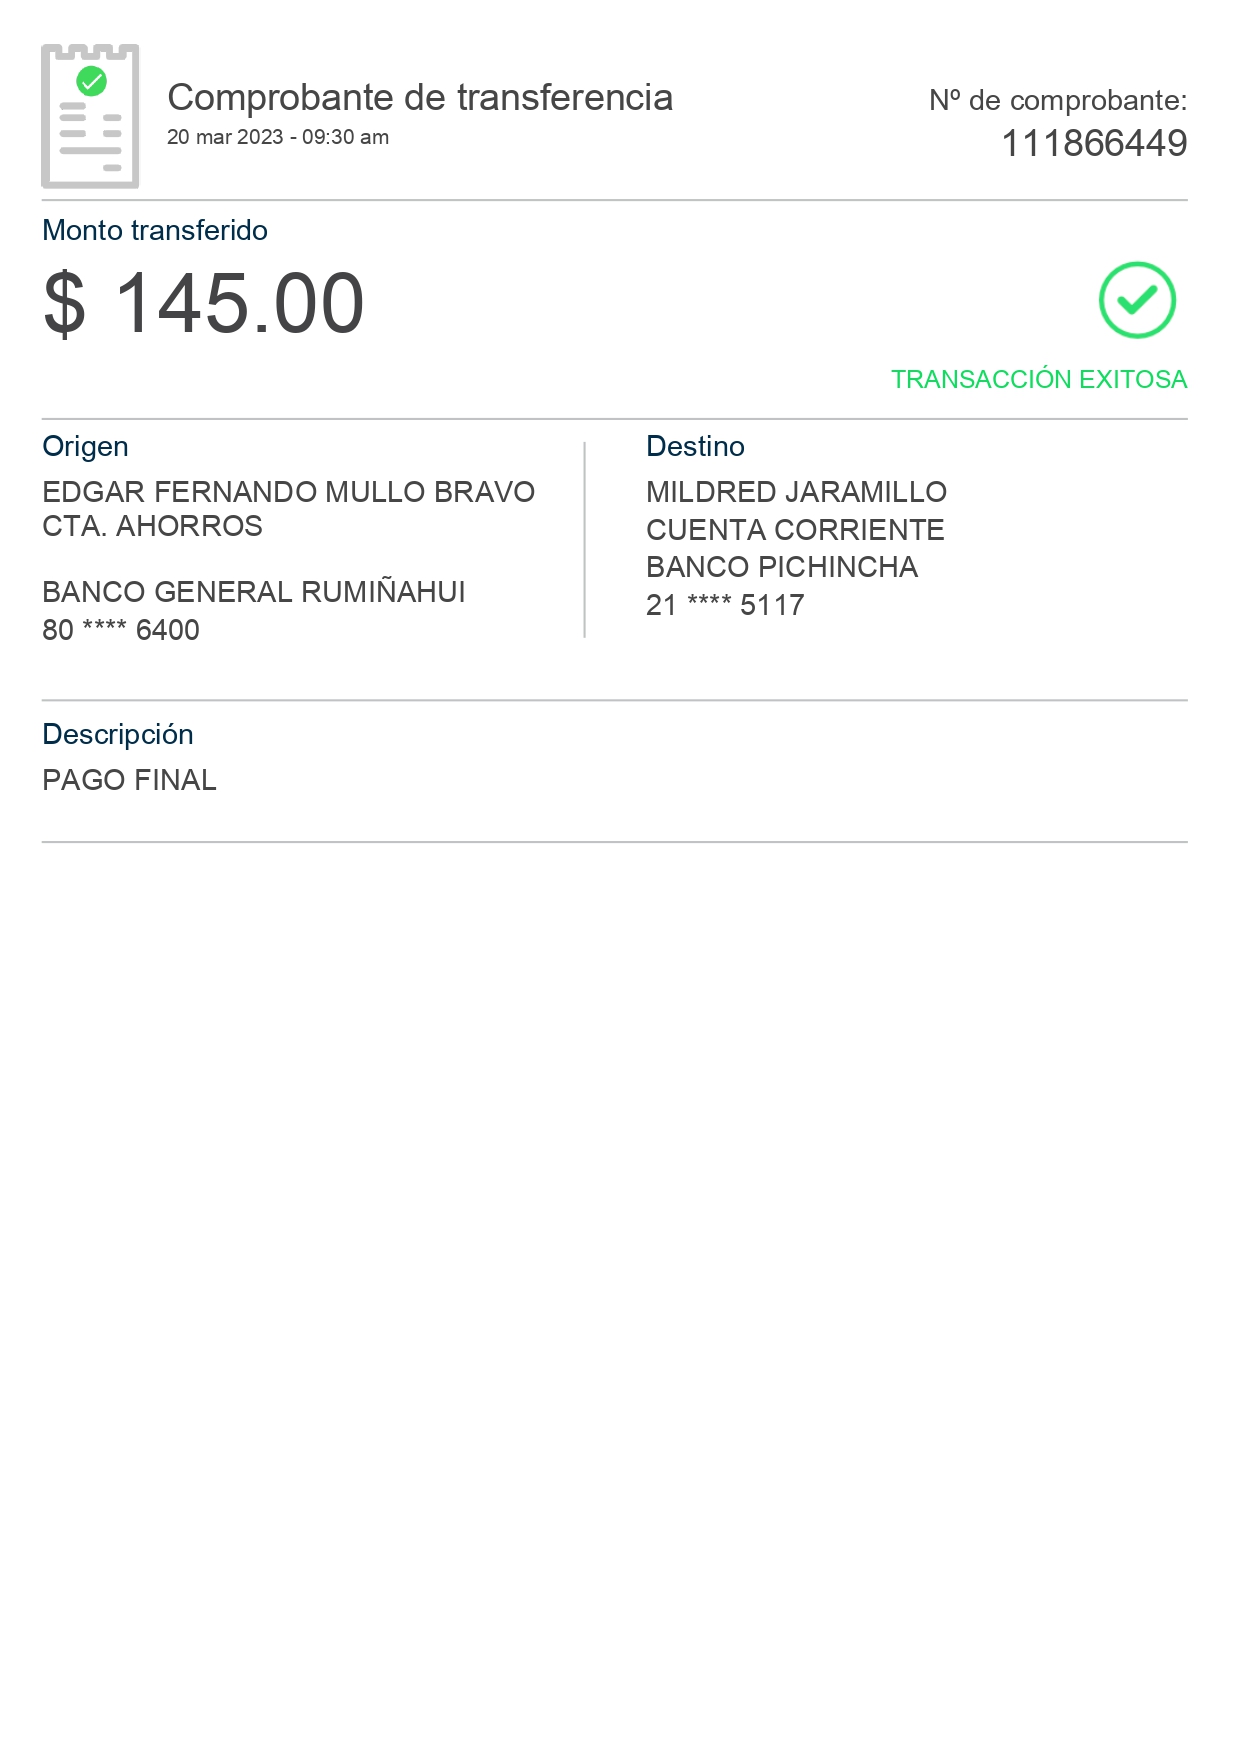 Comprobante de transferencia
20 mar 2023 - 09:30 am
Nº de comprobante:
111866449
Monto transferido
$ 145.00
TRANSACCIÓN EXITOSA
Origen
EDGAR FERNANDO MULLO BRAVO
CTA. AHORROS
BANCO GENERAL RUMIÑAHUI
80 **** 6400
Destino
MILDRED JARAMILLO
CUENTA CORRIENTE
BANCO PICHINCHA
21 **** 5117
Descripción
PAGO FINAL